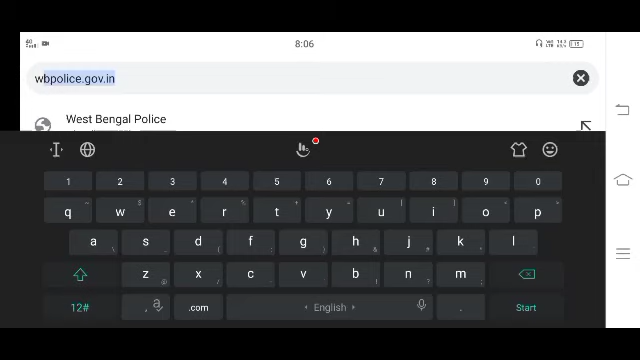 8:06
wbpolice.gov.in
West Bengal Police
1 2 3 4 5 6 7 8 9 0
q w e r t y u i o p
a s d f g h j k l
z x c v b n m
12# , .com English . Start